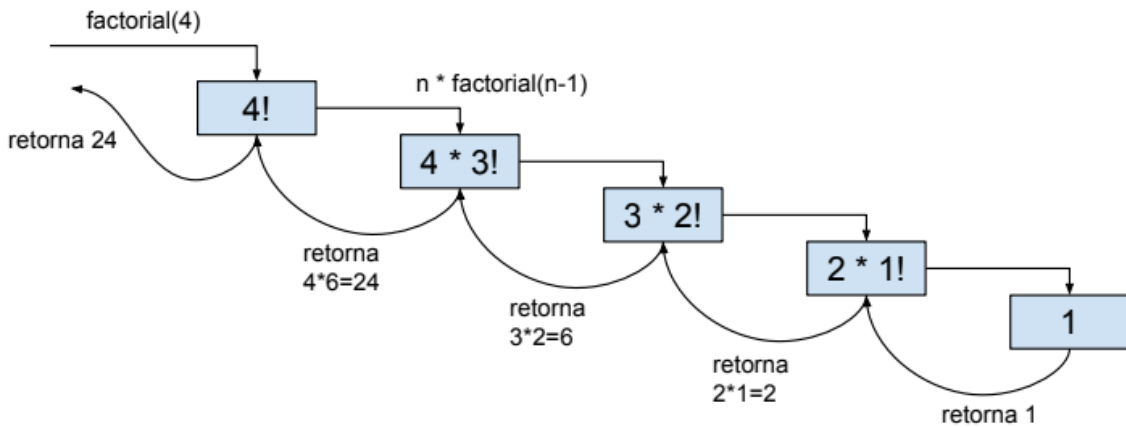 factorial(4)
n * factorial(n-1)
4!
retorna 24
4 * 3!
3 * 2!
retorna
4*6=24
2 * 1!
retorna
3*2=6
1
retorna
2*1=2
retorna 1